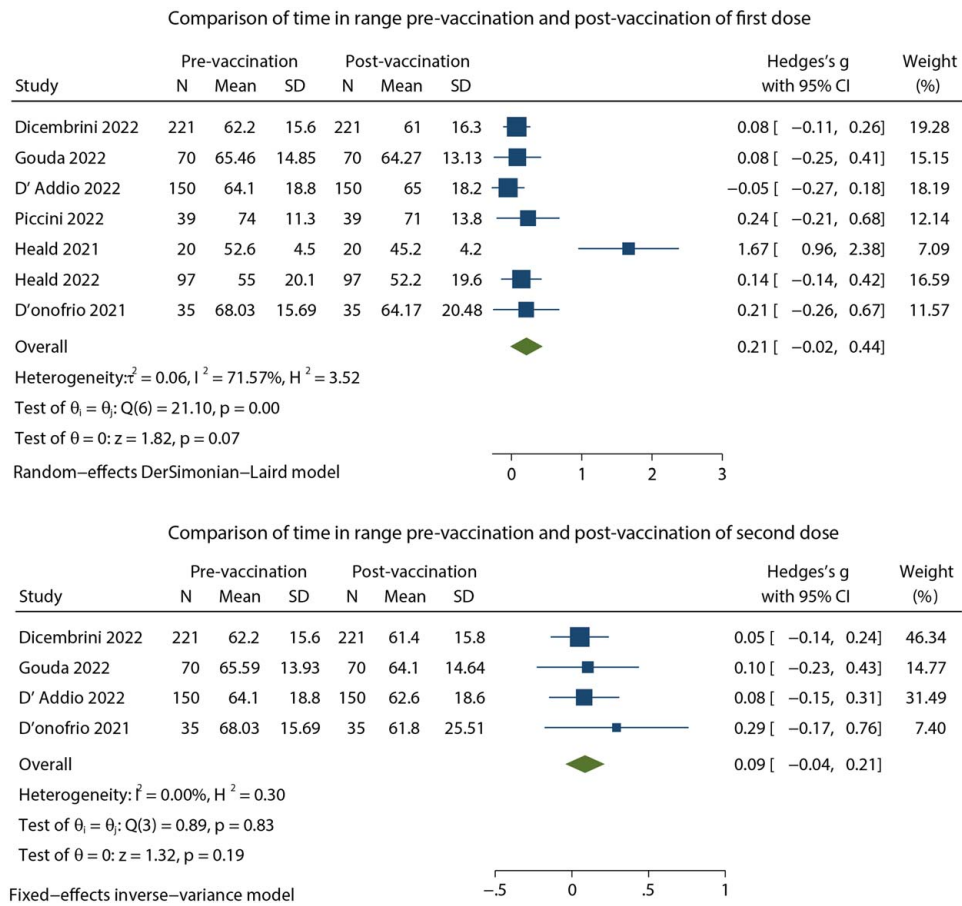 Comparison of time in range pre-vaccination and post-vaccination of first dose
Pre-vaccination Post-vaccination Hedges's g Weight
Study N Mean SD N Mean SD with 95% CI (%)
Dicembrini 2022 221 62.2 15.6 221 61 16.3 0.08 [ −0.11, 0.26] 19.28
Gouda 2022 70 65.46 14.85 70 64.27 13.13 0.08 [ −0.25, 0.41] 15.15
D' Addio 2022 150 64.1 18.8 150 65 18.2 −0.05 [ −0.27, 0.18] 18.19
Piccini 2022 39 74 11.3 39 71 13.8 0.24 [ −0.21, 0.68] 12.14
Heald 2021 20 52.6 4.5 20 45.2 4.2 1.67 [ 0.96, 2.38] 7.09
Heald 2022 97 55 20.1 97 52.2 19.6 0.14 [ −0.14, 0.42] 16.59
D'onofrio 2021 35 68.03 15.69 35 64.17 20.48 0.21 [ −0.26, 0.67] 11.57
Overall 0.21 [ −0.02, 0.44]
Heterogeneity:τ² = 0.06, I ² = 71.57%, H ² = 3.52
Test of θi = θj: Q(6) = 21.10, p = 0.00
Test of θ = 0: z = 1.82, p = 0.07
Random−effects DerSimonian−Laird model
0 1 2 3
Comparison of time in range pre-vaccination and post-vaccination of second dose
Pre-vaccination Post-vaccination Hedges's g Weight
Study N Mean SD N Mean SD with 95% CI (%)
Dicembrini 2022 221 62.2 15.6 221 61.4 15.8 0.05 [ −0.14, 0.24] 46.34
Gouda 2022 70 65.59 13.93 70 64.1 14.64 0.10 [ −0.23, 0.43] 14.77
D' Addio 2022 150 64.1 18.8 150 62.6 18.6 0.08 [ −0.15, 0.31] 31.49
D'onofrio 2021 35 68.03 15.69 35 61.8 25.51 0.29 [ −0.17, 0.76] 7.40
Overall 0.09 [ −0.04, 0.21]
Heterogeneity: I² = 0.00%, H ² = 0.30
Test of θi = θj: Q(3) = 0.89, p = 0.83
Test of θ = 0: z = 1.32, p = 0.19
Fixed−effects inverse−variance model
−.5 0 .5 1